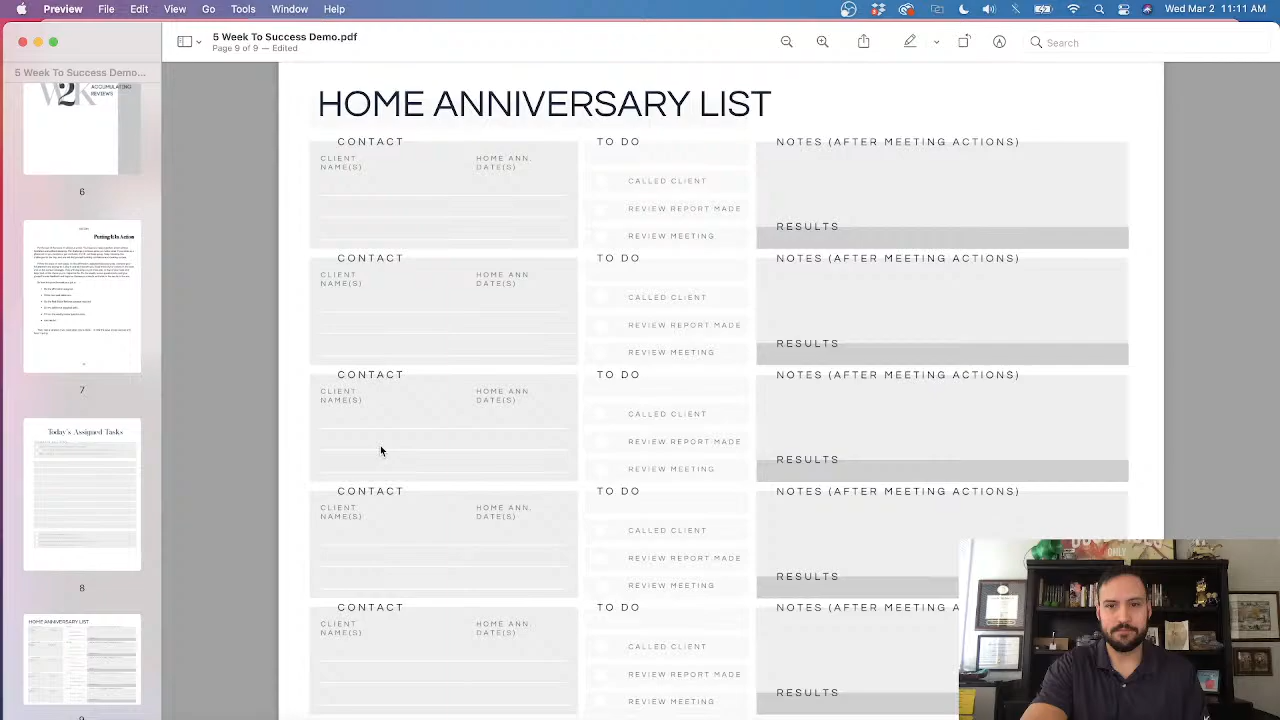 Preview File Edit View Go Tools Window Help Wed Mar 2 11:11 AM
5 Week To Success Demo.pdf
Page 9 of 9 — Edited
Search
5 Week To Success Demo...
ACCUMULATING
REVIEWS
6
Putting It In Action
7
Today's Assigned Tasks
8
HOME ANNIVERSARY LIST
HOME ANNIVERSARY LIST
CONTACT TO DO NOTES (AFTER MEETING ACTIONS)
CLIENT HOME ANN.
NAME(S) DATE(S)
CALLED CLIENT
REVIEW REPORT MADE
RESULTS
REVIEW MEETING
CONTACT TO DO NOTES (AFTER MEETING ACTIONS)
CLIENT HOME ANN.
NAME(S) DATE(S)
CALLED CLIENT
REVIEW REPORT MADE
RESULTS
REVIEW MEETING
CONTACT TO DO NOTES (AFTER MEETING ACTIONS)
CLIENT HOME ANN.
NAME(S) DATE(S)
CALLED CLIENT
REVIEW REPORT MADE
RESULTS
REVIEW MEETING
CONTACT TO DO NOTES (AFTER MEETING ACTIONS)
CLIENT HOME ANN.
NAME(S) DATE(S)
CALLED CLIENT
REVIEW REPORT MADE
RESULTS
REVIEW MEETING
CONTACT TO DO NOTES (AFTER MEETING A
CLIENT HOME ANN.
NAME(S) DATE(S)
CALLED CLIENT
REVIEW REPORT MADE
RESULTS
REVIEW MEETING
ONLY